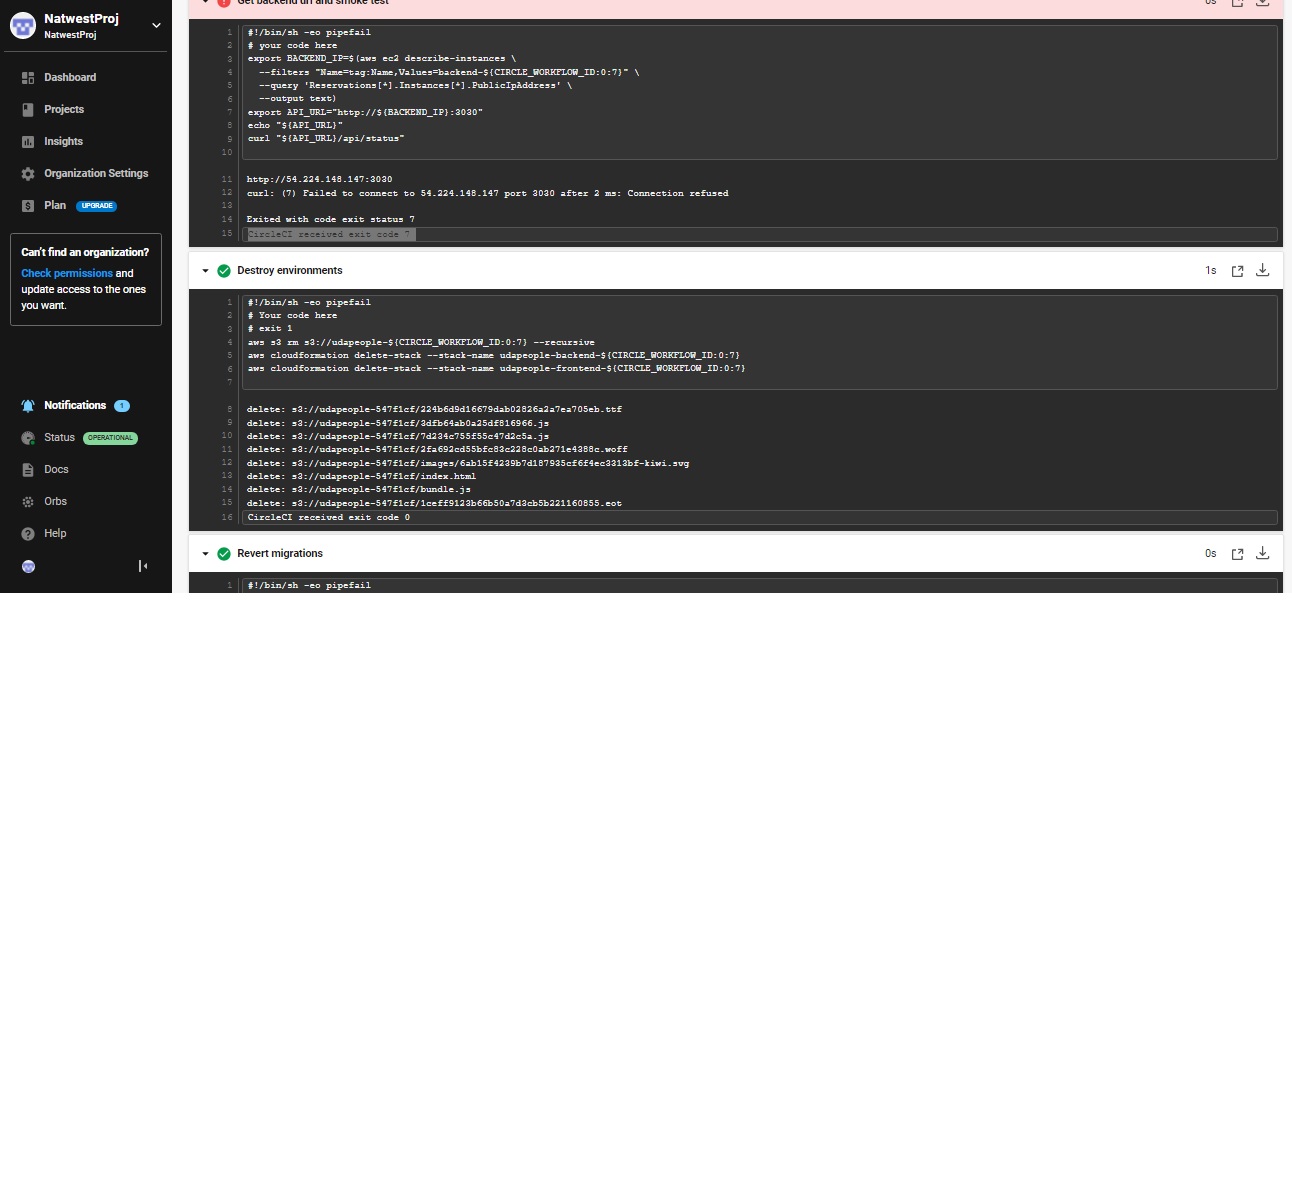 NatwestProj
NatwestProj
Dashboard
Projects
Insights
Organization Settings
Plan UPGRADE
Can't find an organization?
Check permissions and
update access to the ones
you want.
Notifications 1
Status OPERATIONAL
Docs
Orbs
Help
Get backend url and smoke test 0s
1 #!/bin/sh -eo pipefail
2 # your code here
3 export BACKEND_IP=$(aws ec2 describe-instances \
4 --filters "Name=tag:Name,Values=backend-${CIRCLE_WORKFLOW_ID:0:7}" \
5 --query 'Reservations[*].Instances[*].PublicIpAddress' \
6 --output text)
7 export API_URL="http://${BACKEND_IP}:3030"
8 echo "${API_URL}"
9 curl "${API_URL}/api/status"
10
11 http://54.224.148.147:3030
12 curl: (7) Failed to connect to 54.224.148.147 port 3030 after 2 ms: Connection refused
13
14 Exited with code exit status 7
15 CircleCI received exit code 7
Destroy environments 1s
1 #!/bin/sh -eo pipefail
2 # Your code here
3 # exit 1
4 aws s3 rm s3://udapeople-${CIRCLE_WORKFLOW_ID:0:7} --recursive
5 aws cloudformation delete-stack --stack-name udapeople-backend-${CIRCLE_WORKFLOW_ID:0:7}
6 aws cloudformation delete-stack --stack-name udapeople-frontend-${CIRCLE_WORKFLOW_ID:0:7}
7
8 delete: s3://udapeople-547f1cf/224b6d9d16679dab02826a2a7ea705eb.ttf
9 delete: s3://udapeople-547f1cf/3dfb64ab0a25df816966.js
10 delete: s3://udapeople-547f1cf/7d234c755f55c47d2c5a.js
11 delete: s3://udapeople-547f1cf/2fa692cd55bfc83c228c0ab271e4388c.woff
12 delete: s3://udapeople-547f1cf/images/6ab15f4239b7d187935cf6f4ec3313bf-kiwi.svg
13 delete: s3://udapeople-547f1cf/index.html
14 delete: s3://udapeople-547f1cf/bundle.js
15 delete: s3://udapeople-547f1cf/1ceff9123b66b50a7d3cb5b221160855.eot
16 CircleCI received exit code 0
Revert migrations 0s
1 #!/bin/sh -eo pipefail